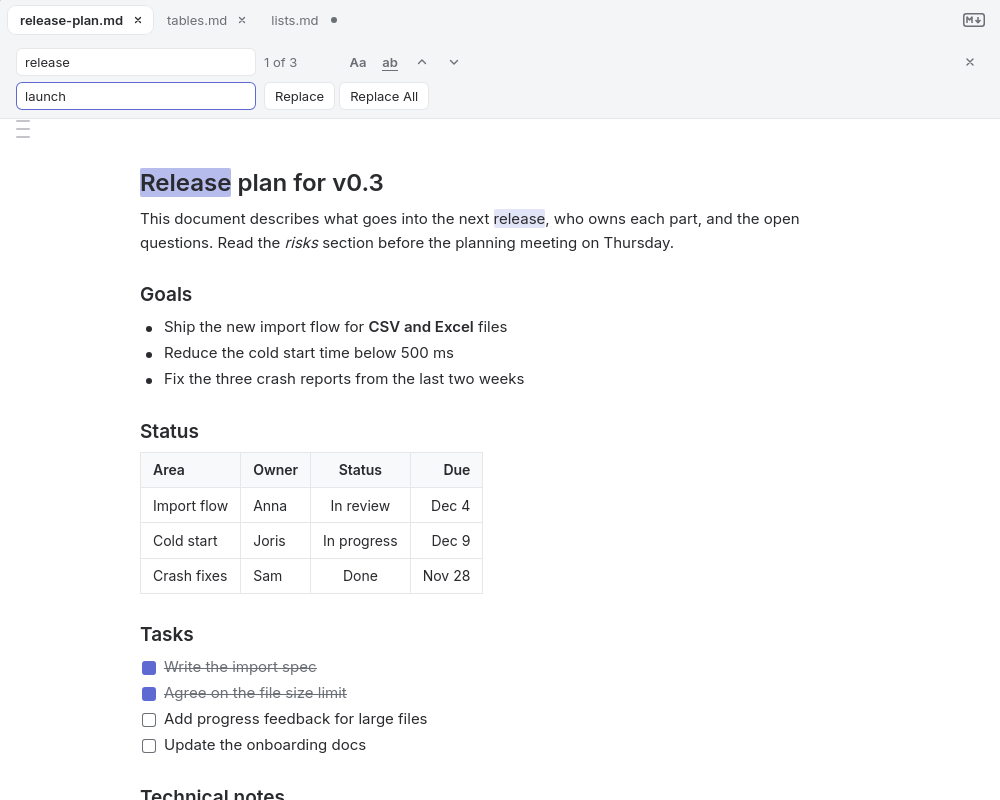 release-plan.md × tables.md × lists.md
M
release 1 of 3 Aa ab ×
launch Replace Replace All
Release plan for v0.3
This document describes what goes into the next release, who owns each part, and the open
questions. Read the risks section before the planning meeting on Thursday.
Goals
Ship the new import flow for CSV and Excel files
Reduce the cold start time below 500 ms
Fix the three crash reports from the last two weeks
Status
Area Owner Status Due
Import flow Anna In review Dec 4
Cold start Joris In progress Dec 9
Crash fixes Sam Done Nov 28
Tasks
Write the import spec
Agree on the file size limit
Add progress feedback for large files
Update the onboarding docs
Technical notes